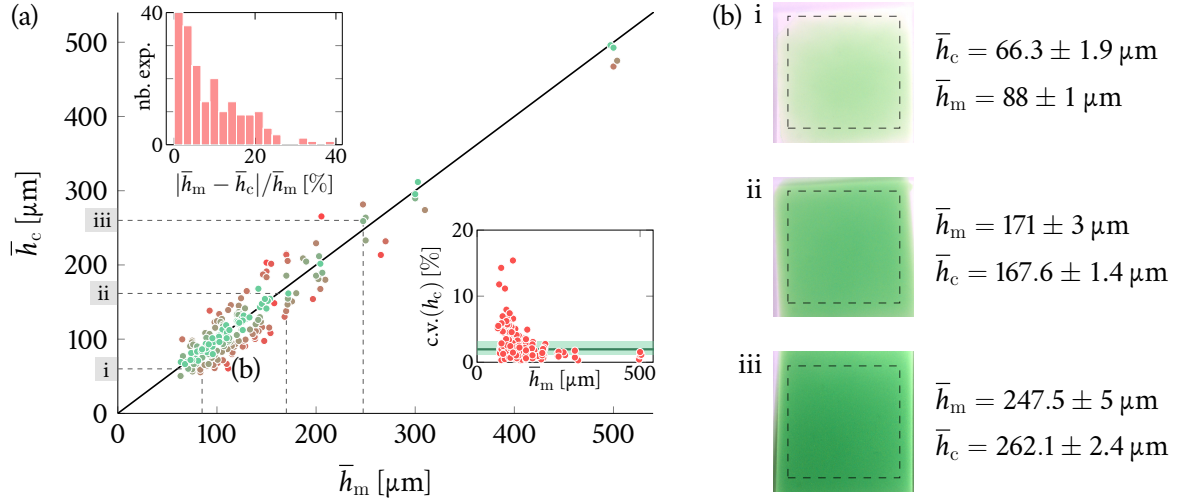 (a)
500
400
300
200
100
0
h̅c [μm]
iii
ii
i
0 100 200 300 400 500
h̅m [μm]
(b)
40
0
nb. exp.
0 20 40
|h̅m − h̅c|/h̅m [%]
20
10
0
c.v.(hc) [%]
0 500
h̅m [μm]
(b)
i
h̅c = 66.3 ± 1.9 μm
h̅m = 88 ± 1 μm
ii
h̅m = 171 ± 3 μm
h̅c = 167.6 ± 1.4 μm
iii
h̅m = 247.5 ± 5 μm
h̅c = 262.1 ± 2.4 μm